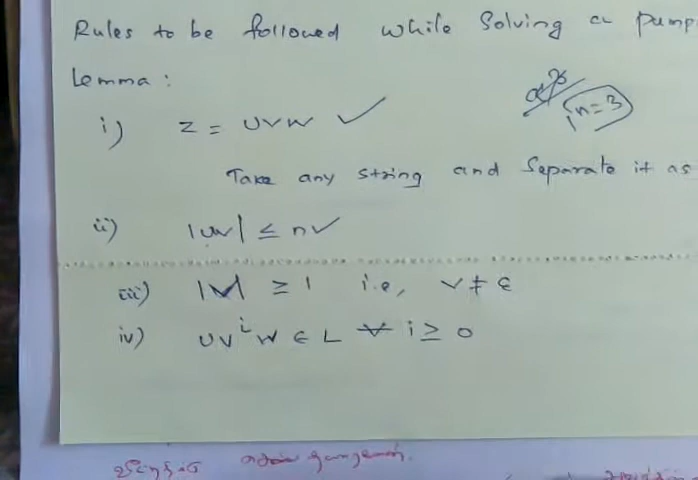 Rules to be followed while Solving a pump
Lemma :
i) z = uvw ✓
n=3
Take any string and Separate it as
ii) |uv| ≤ n ✓
iii) |v| ≥ 1 i.e, v ≠ ε
iv) uvⁱw ∈ L ∀ i ≥ 0